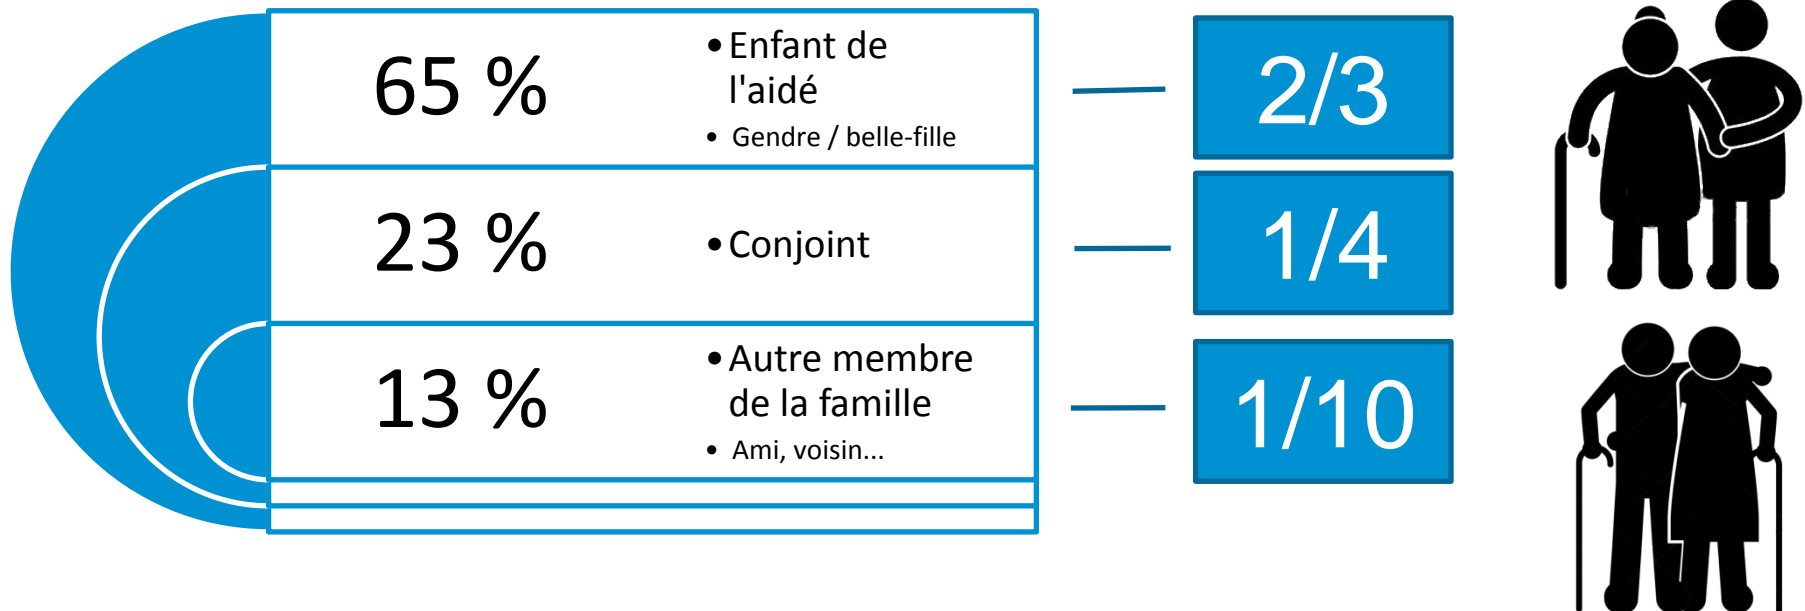 65 %
• Enfant de
l'aidé
• Gendre / belle-fille
2/3
23 %
• Conjoint
1/4
13 %
• Autre membre
de la famille
• Ami, voisin...
1/10